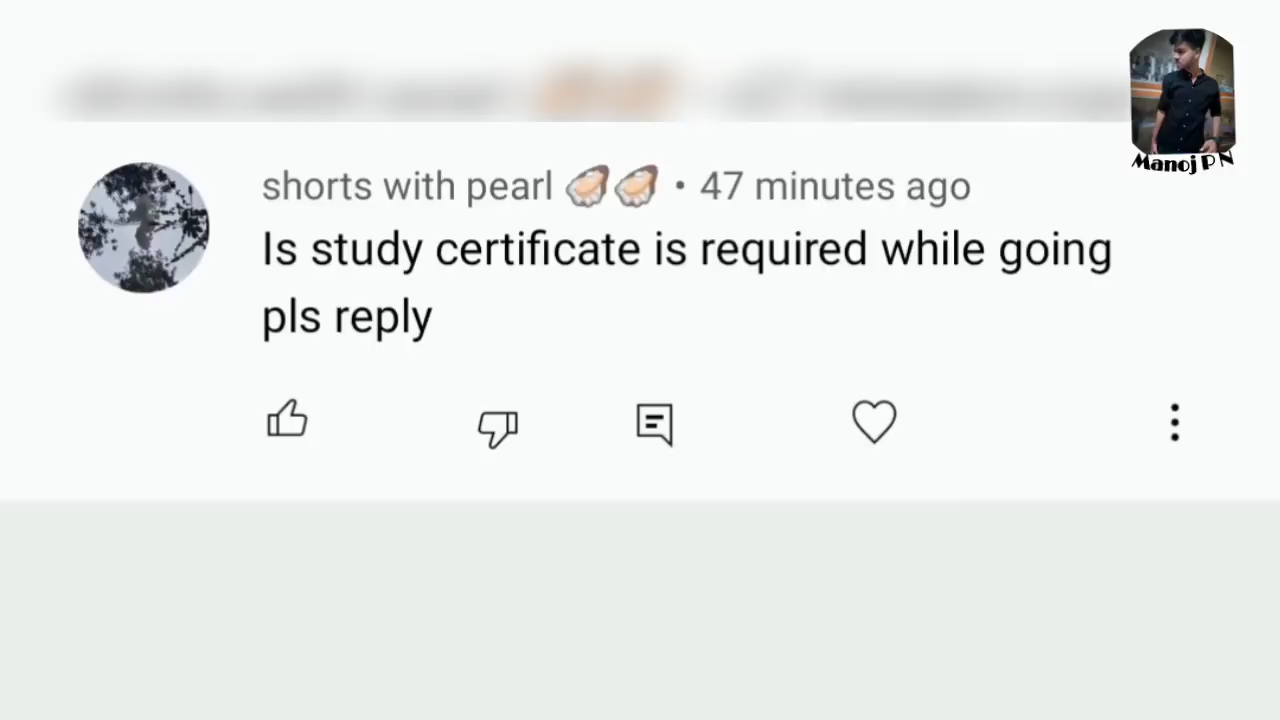 Manoj P N
shorts with pearl 🦪🦪 • 47 minutes ago
Is study certificate is required while going
pls reply